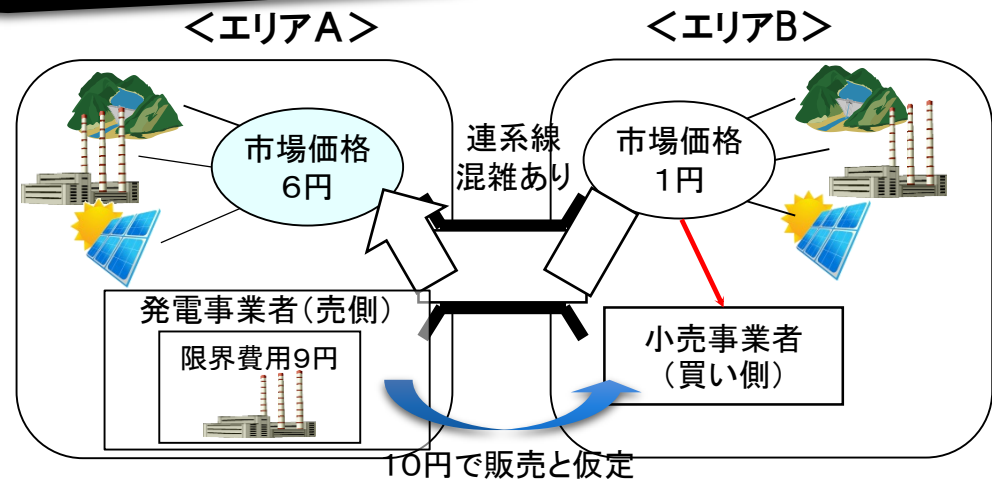 ＜エリアA＞
＜エリアB＞
市場価格
６円
連系線
混雑あり
市場価格
１円
発電事業者（売側）
限界費用９円
小売事業者
（買い側）
１０円で販売と仮定